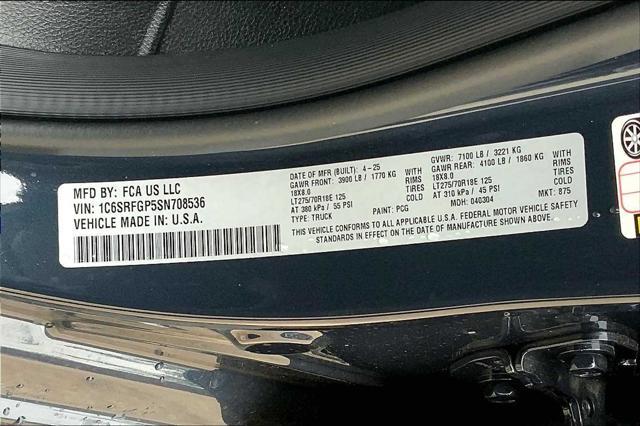 MFD BY: FCA US LLC
VIN: 1C6SRFGP5SN708536
VEHICLE MADE IN U.S.A.
DATE OF MFR (BUILT): 4-25 GVWR: 7100 LB / 3221 KG
GAWR FRONT: 3900 LB / 1770 KG GAWR REAR: 4100 LB / 1860 KG
18X8.0 RIMS 18X8.0 RIMS
LT275/70R18E 125 TIRES LT275/70R18E 125 TIRES
AT 380 kPa / 55 PSI COLD AT 310 kPa / 45 PSI COLD
TYPE: TRUCK PAINT: PCG MDH: 040304 875
THIS VEHICLE CONFORMS TO ALL APPLICABLE U.S.A. FEDERAL MOTOR VEHICLE SAFETY
STANDARDS IN EFFECT ON THE DATE OF MANUFACTURE SHOWN ABOVE.